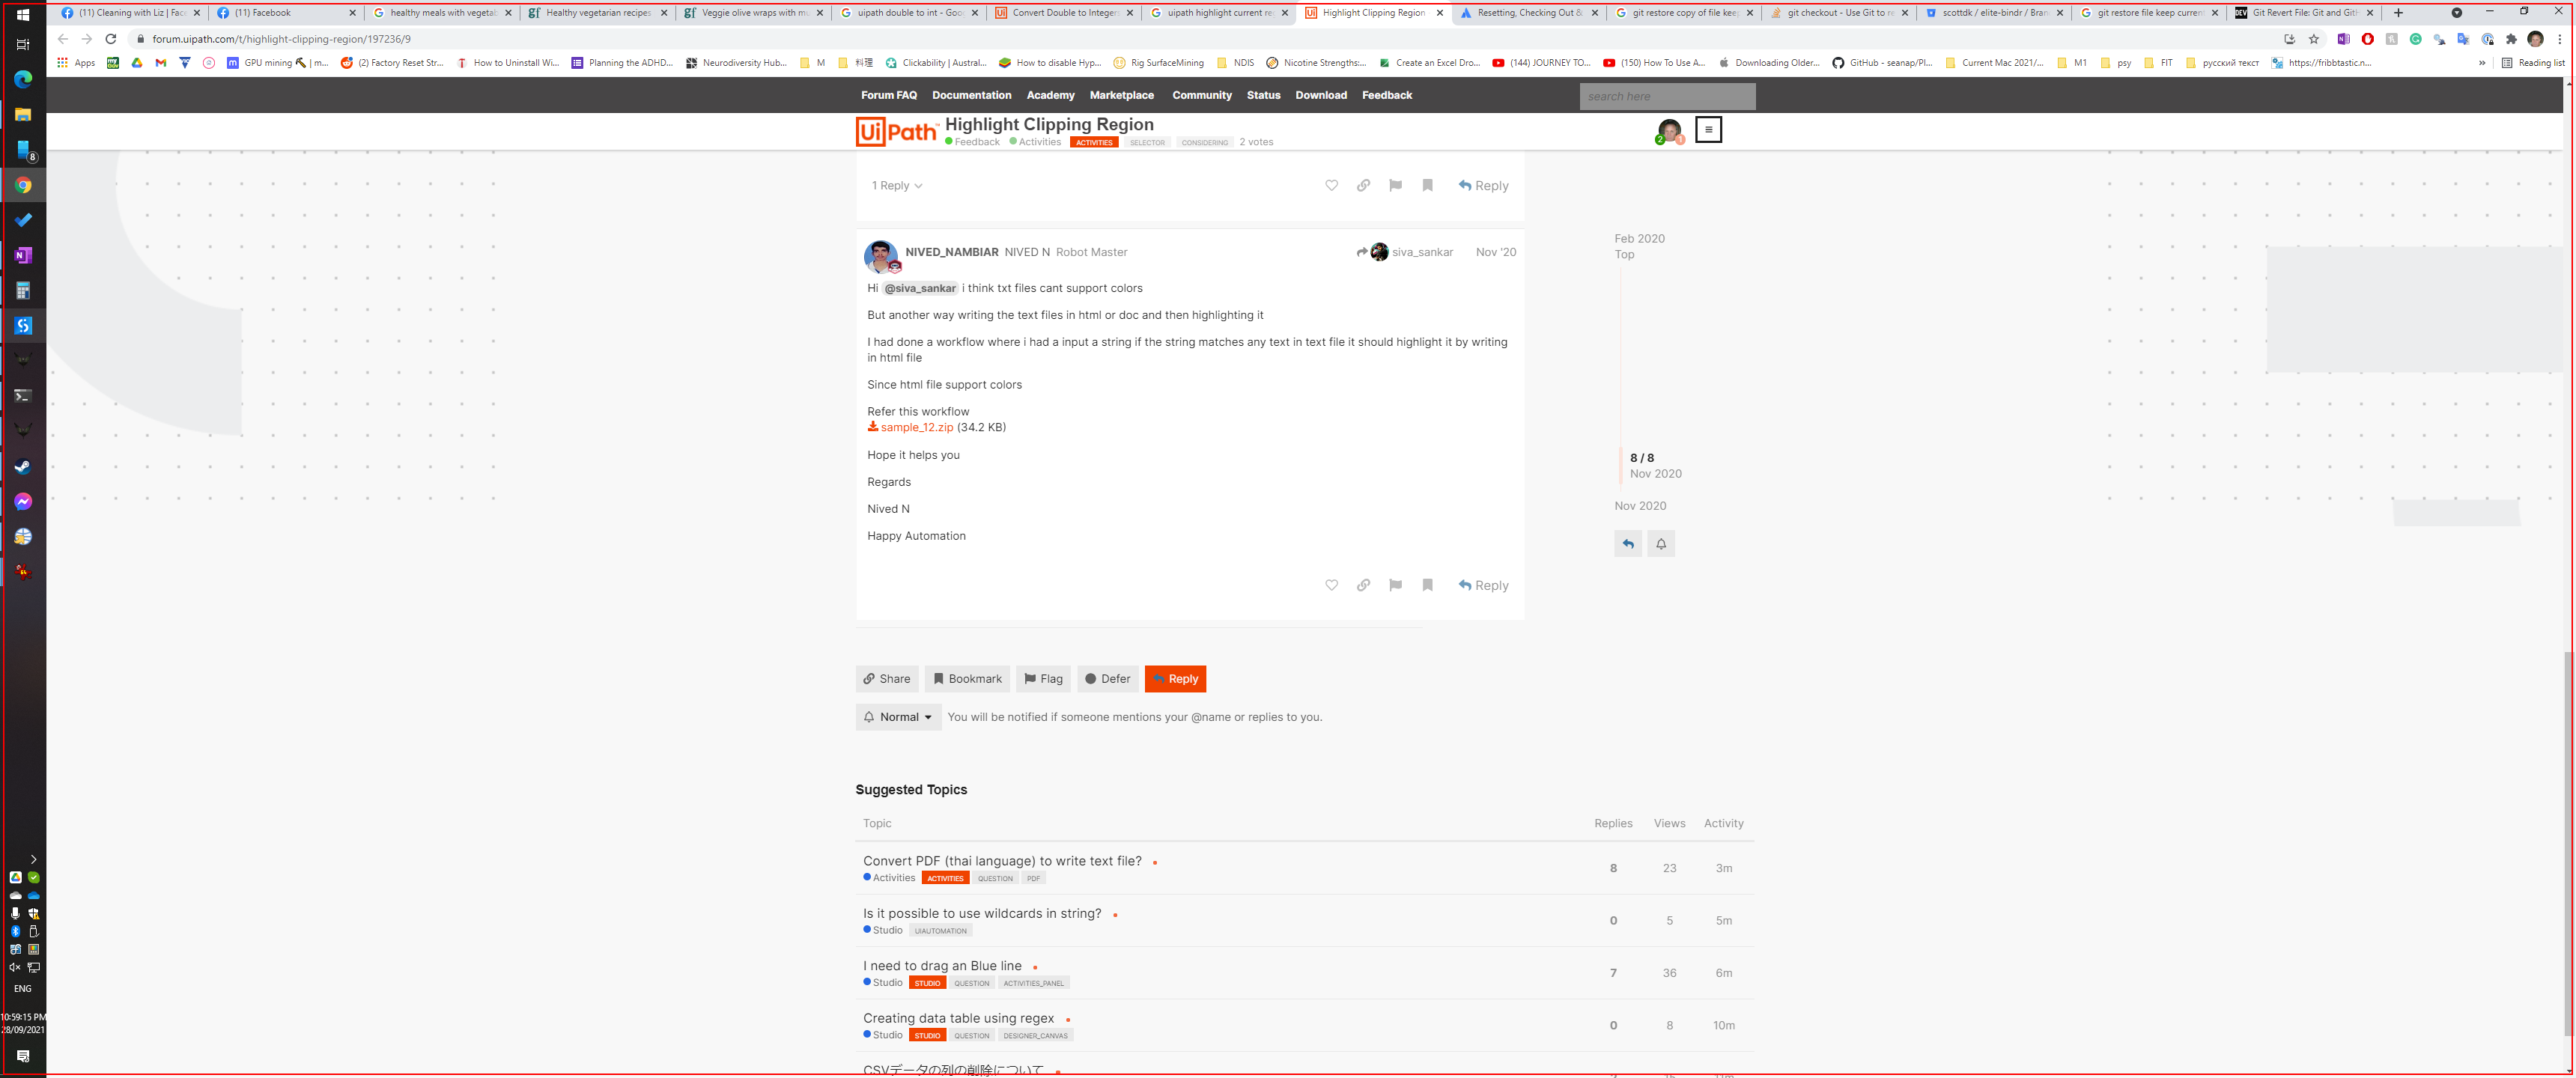 (11) Cleaning with Liz | Fac
(11) Facebook
healthy meals with vegetab
Healthy vegetarian recipes
Veggie olive wraps with mu
uipath double to int - Goo
Convert Double to Integer
uipath highlight current re
Highlight Clipping Region
Resetting, Checking Out &
git restore copy of file keep
git checkout - Use Git to re
scottdk / elite-bindr / Bran
git restore file keep current
Git Revert File: Git and GitH
forum.uipath.com/t/highlight-clipping-region/197236/9
Apps
GPU mining ⛏ | m...
(2) Factory Reset Str...
How to Uninstall Wi...
Planning the ADHD...
Neurodiversity Hub...
M
料理
Clickability | Austral...
How to disable Hyp...
Rig SurfaceMining
NDIS
Nicotine Strengths:...
Create an Excel Dro...
(144) JOURNEY TO...
(150) How To Use A...
Downloading Older...
GitHub - seanap/Pl...
Current Mac 2021/...
M1
psy
FIT
русский текст
https://fribbtastic.n...
»
Reading list
Forum FAQ Documentation Academy Marketplace Community Status Download Feedback
search here
UiPath
Highlight Clipping Region
Feedback Activities ACTIVITIES SELECTOR CONSIDERING 2 votes
2 1
1 Reply
Reply
NIVED_NAMBIAR NIVED N Robot Master
siva_sankar Nov '20
Hi @siva_sankar i think txt files cant support colors
But another way writing the text files in html or doc and then highlighting it
I had done a workflow where i had a input a string if the string matches any text in text file it should highlight it by writing
in html file
Since html file support colors
Refer this workflow
sample_12.zip (34.2 KB)
Hope it helps you
Regards
Nived N
Happy Automation
Reply
Feb 2020
Top
8 / 8
Nov 2020
Nov 2020
Share Bookmark Flag Defer Reply
Normal You will be notified if someone mentions your @name or replies to you.
Suggested Topics
Topic Replies Views Activity
Convert PDF (thai language) to write text file? 8 23 3m
Activities ACTIVITIES QUESTION PDF
Is it possible to use wildcards in string? 0 5 5m
Studio UIAUTOMATION
I need to drag an Blue line 7 36 6m
Studio STUDIO QUESTION ACTIVITIES_PANEL
Creating data table using regex 0 8 10m
Studio STUDIO QUESTION DESIGNER_CANVAS
CSVデータの列の削除について
8
ENG
10:59:15 PM
28/09/2021